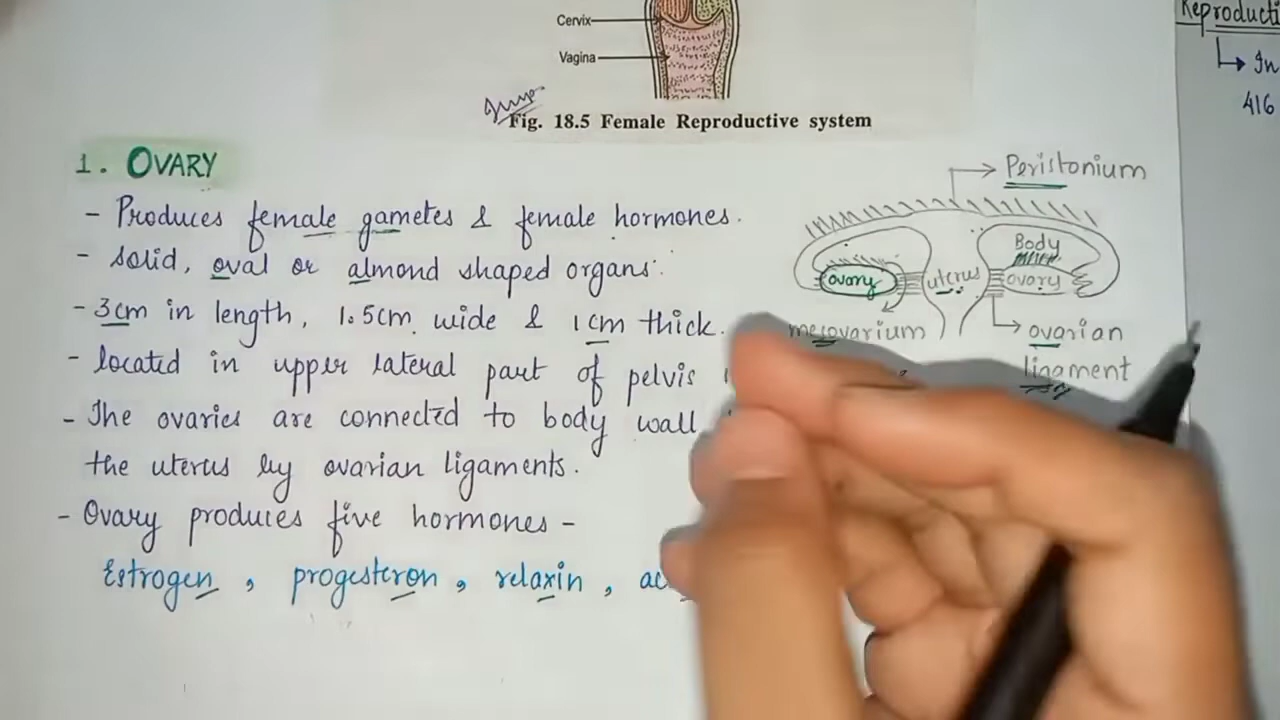 Cervix
Vagina
Fig. 18.5 Female Reproductive system
1. OVARY
- Produces female gametes & female hormones.
- Solid, oval or almond shaped organs.
- 3cm in length, 1.5cm wide & 1cm thick.
- located in upper lateral part of pelvis
- The ovaries are connected to body wall
the uterus by ovarian ligaments.
- Ovary produces five hormones -
Estrogen, progesteron, relaxin, ac
Peristonium
Body
ovary
uterus
ovary
mesovarium
ovarian
ligament
Reproducti
In
416